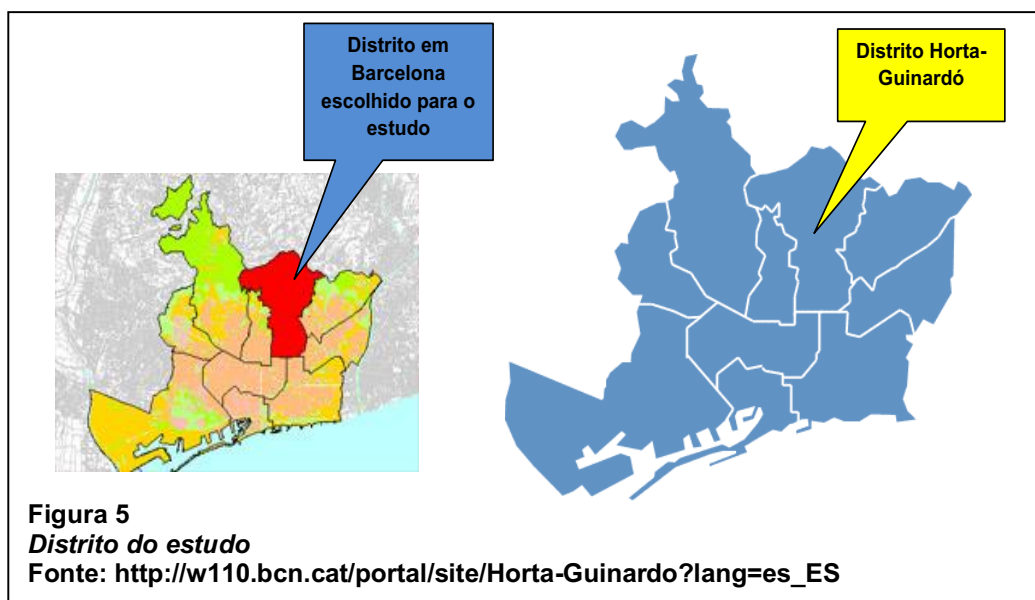 Distrito em
Barcelona
escolhido para o
estudo
Distrito Horta-
Guinardó
Figura 5
Distrito do estudo
Fonte: http://w110.bcn.cat/portal/site/Horta-Guinardo?lang=es_ES